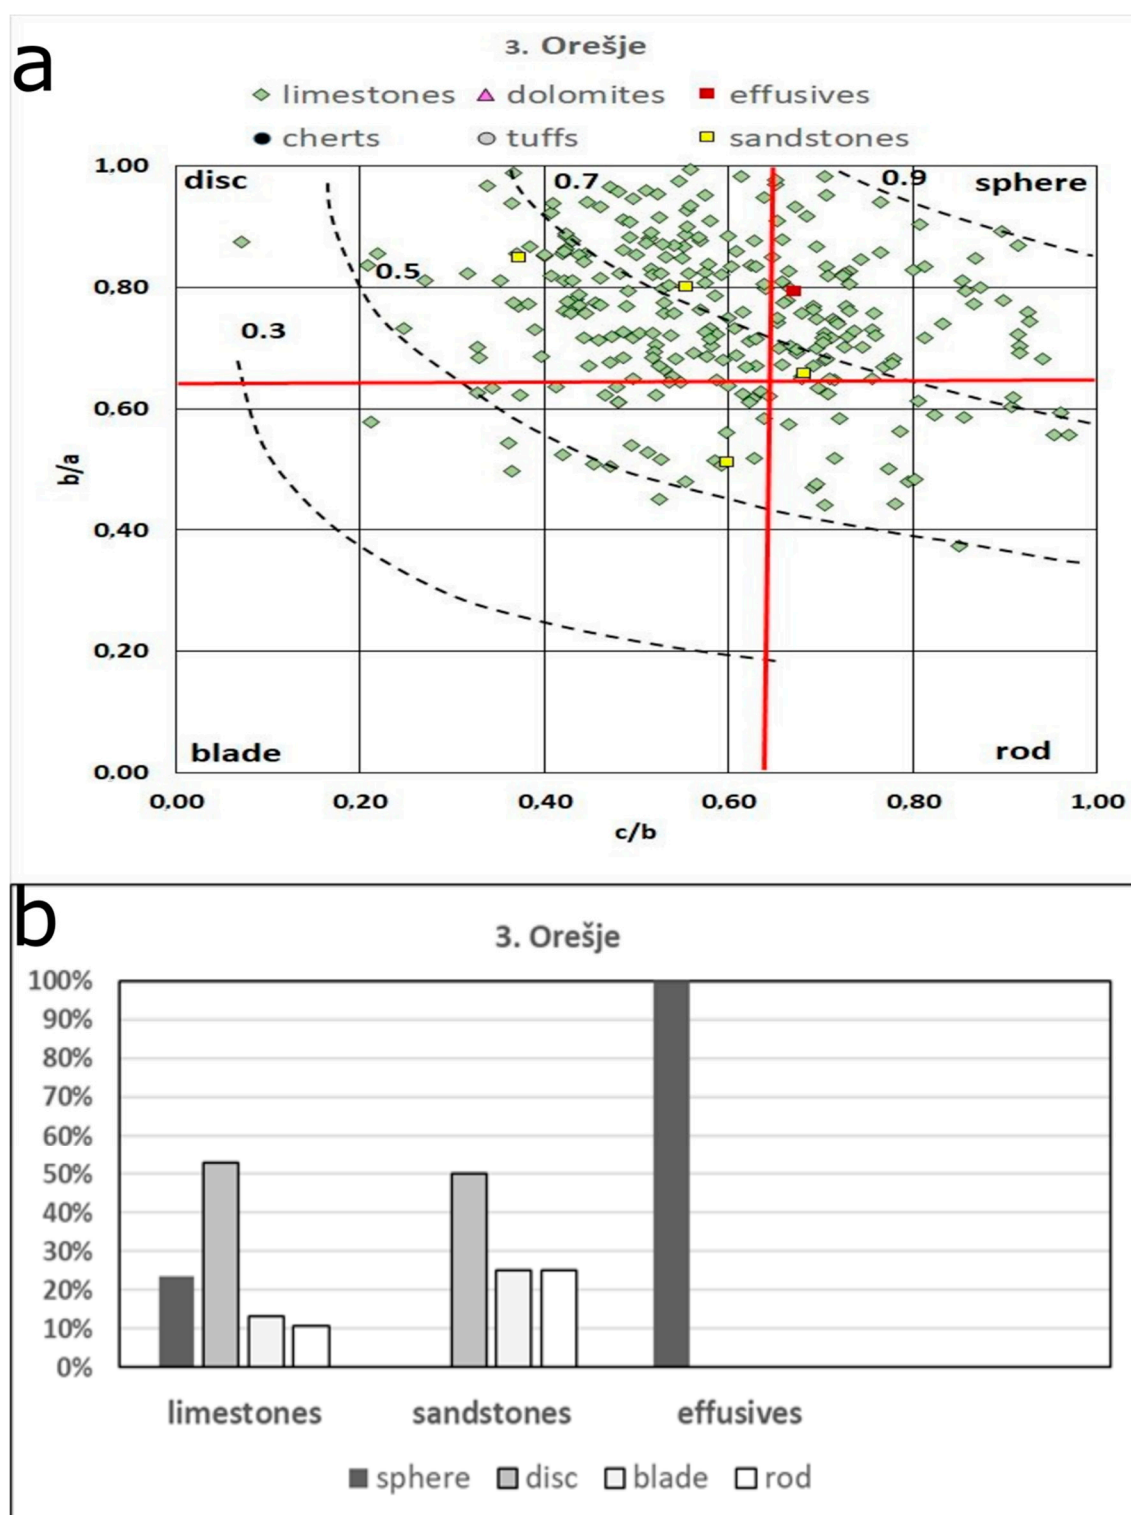 a
3. Orešje
limestones dolomites effusives
cherts tuffs sandstones
1,00
disc
0.7
0.9
sphere
0,80
0.5
0.3
0,60
b/a
0,40
0,20
blade
rod
0,00
0,00 0,20 0,40 0,60 0,80 1,00
c/b
b
3. Orešje
100%
90%
80%
70%
60%
50%
40%
30%
20%
10%
0%
limestones sandstones effusives
sphere disc blade rod